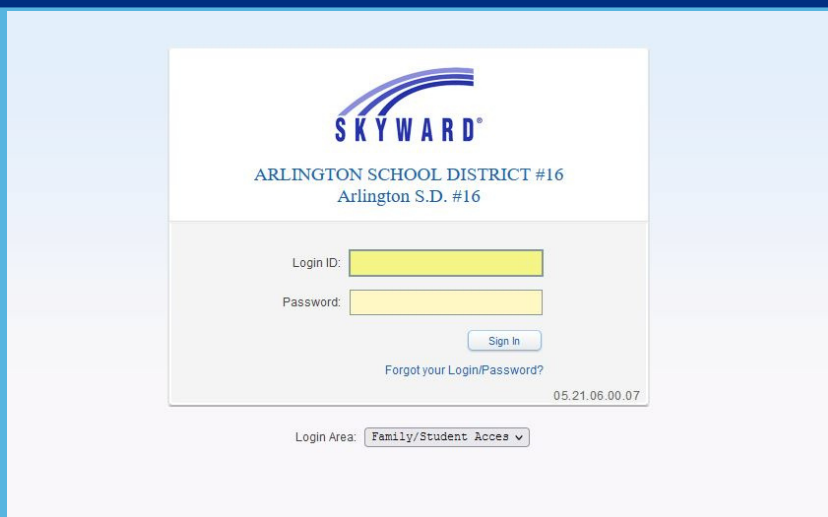 SKYWARD®
ARLINGTON SCHOOL DISTRICT #16
Arlington S.D. #16
Login ID:
Password:
Sign In
Forgot your Login/Password?
05.21.06.00.07
Login Area: Family/Student Acces